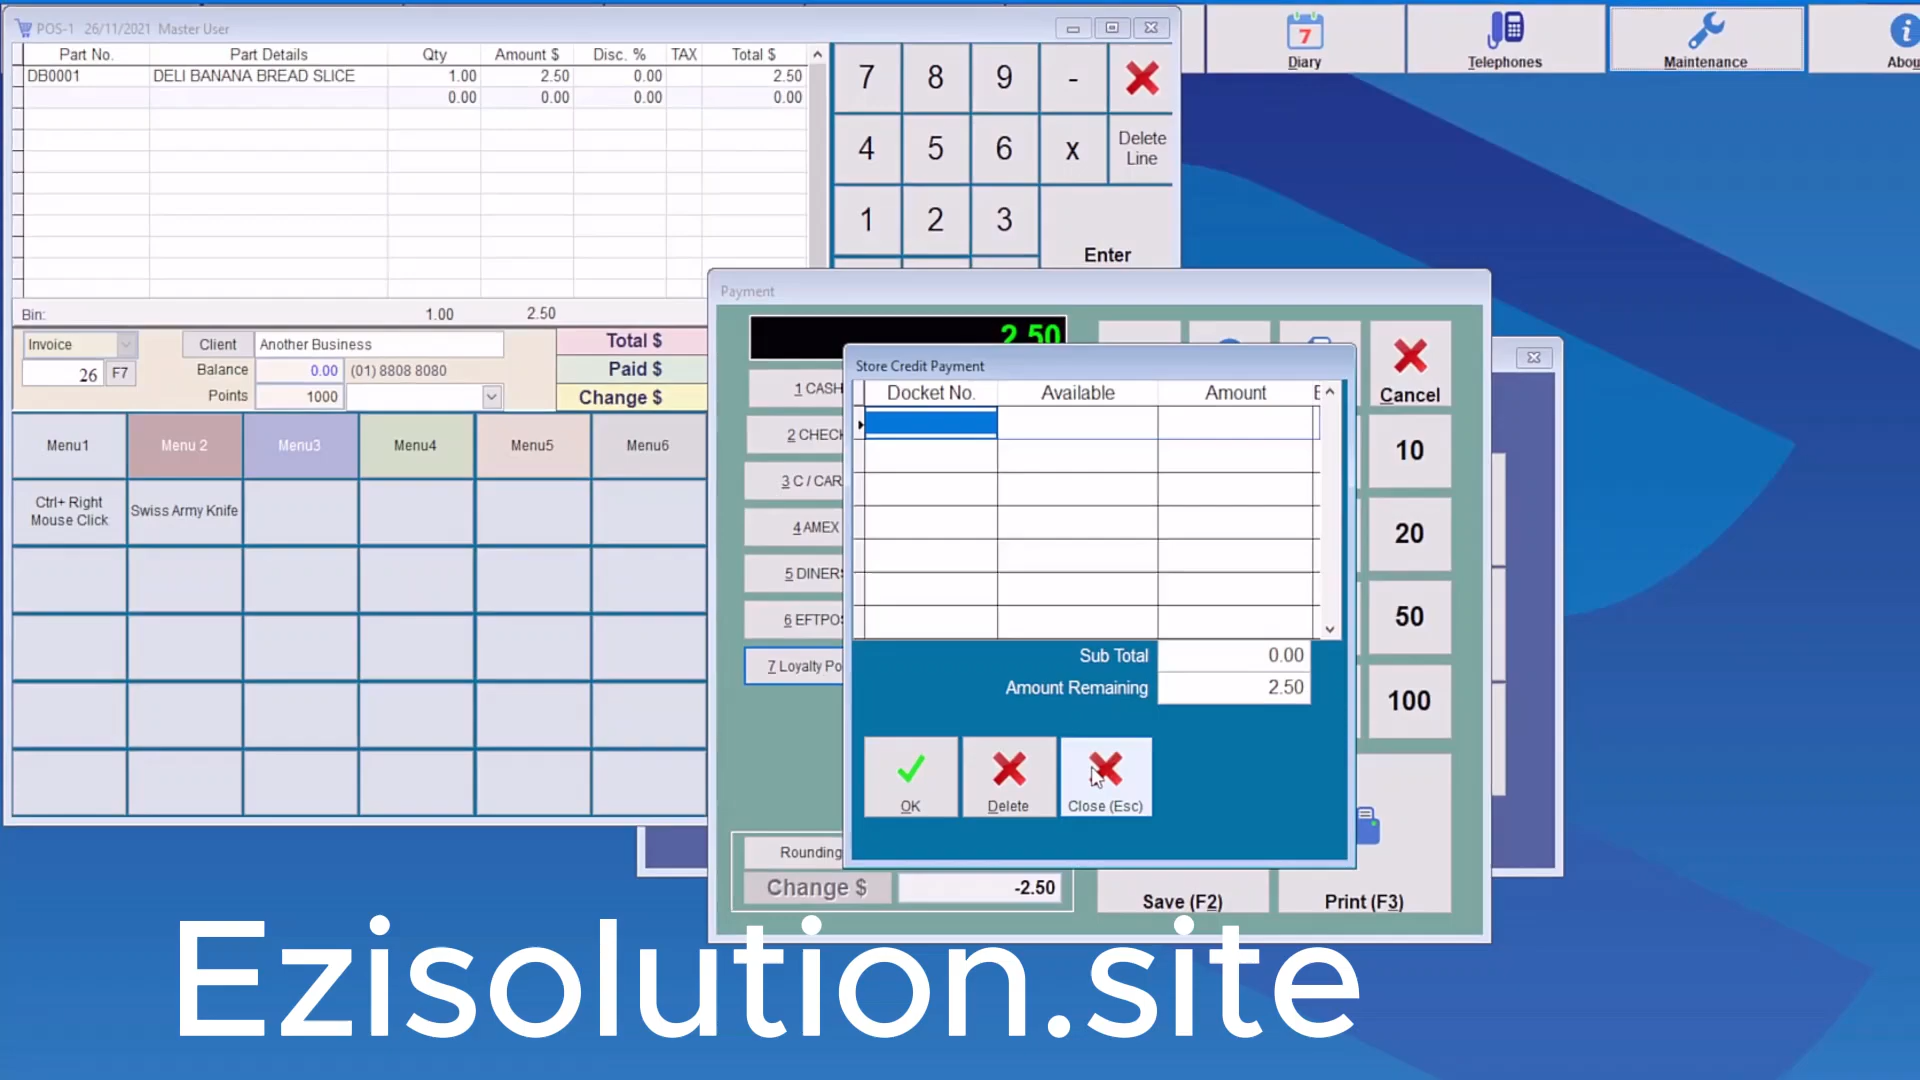 POS-1 26/11/2021 Master User
Part No. Part Details Qty Amount $ Disc. % TAX Total $
DB0001 DELI BANANA BREAD SLICE 1.00 2.50 0.00 2.50
0.00 0.00 0.00 0.00
Bin: 1.00 2.50
Invoice
26 F7
Client Another Business
Balance 0.00 (01) 8808 8080
Points 1000
Total $
Paid $
Change $
Menu1 Menu 2 Menu3 Menu4 Menu5 Menu6
Ctrl+ Right
Mouse Click
Swiss Army Knife
7 8 9 -
4 5 6 x
Delete
Line
1 2 3
Enter
7
Diary
Telephones
Maintenance
Abou
Payment
2.50
1 CASH
2 CHECK
3 C / CAR
4 AMEX
5 DINERS
6 EFTPO
7 Loyalty Po
Cancel
10
20
50
100
Store Credit Payment
Docket No. Available Amount
Sub Total 0.00
Amount Remaining 2.50
OK
Delete
Close (Esc)
Rounding
Change $ -2.50
Save (F2)
Print (F3)
Ezisolution.site